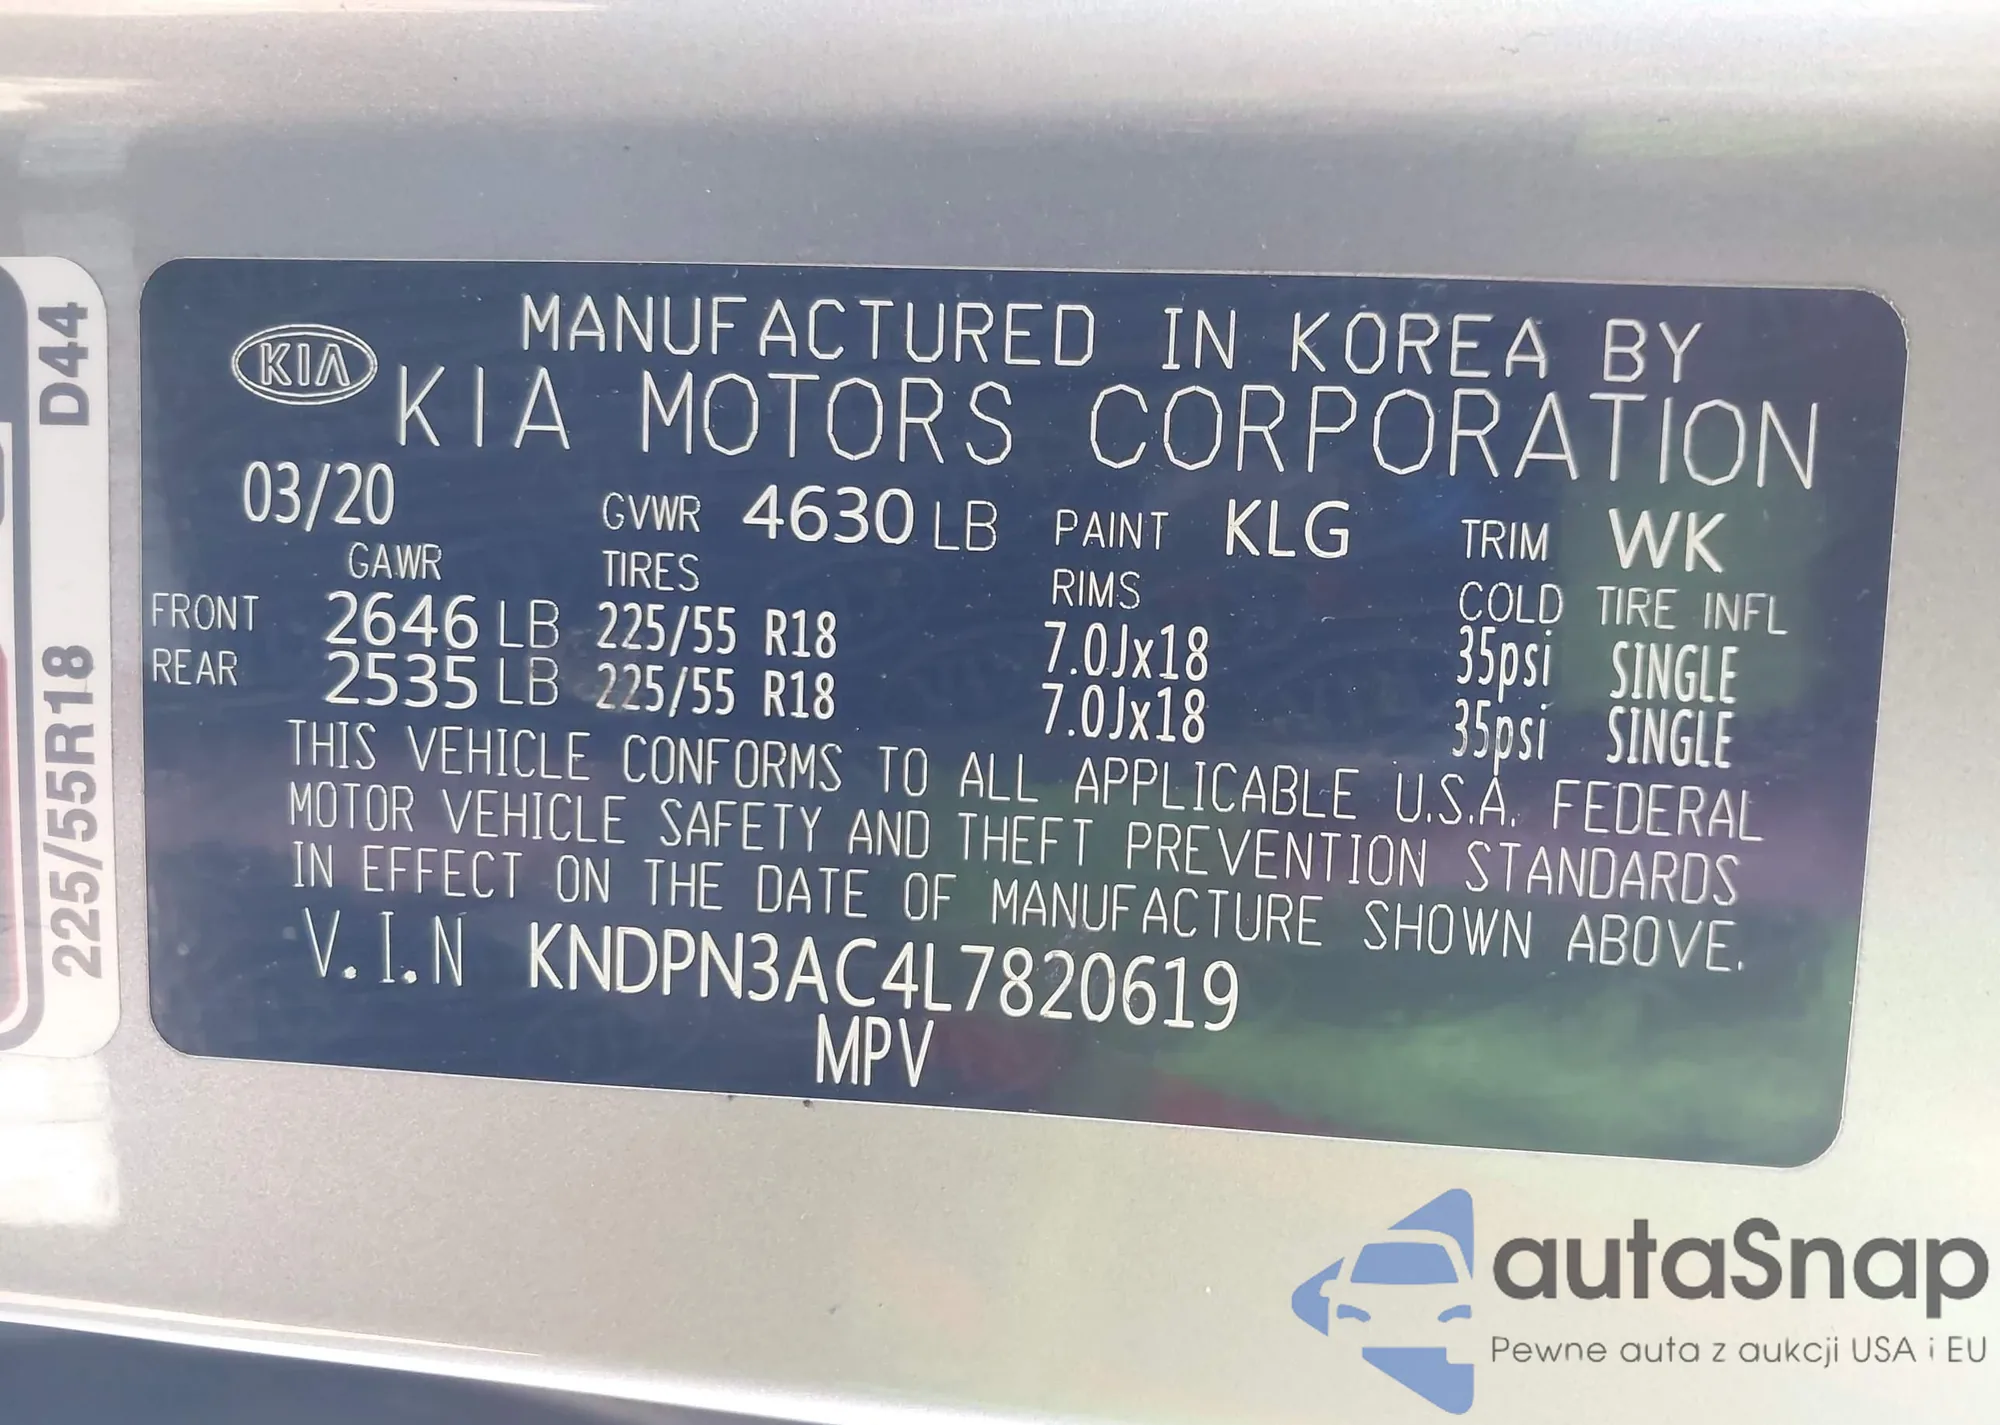 MANUFACTURED IN KOREA BY
KIA KIA MOTORS CORPORATION
03/20 GVWR 4630 LB PAINT KLG TRIM WK
GAWR TIRES RIMS COLD TIRE INFL
FRONT 2646 LB 225/55 R18 7.0Jx18 35psi SINGLE
REAR 2535 LB 225/55 R18 7.0Jx18 35psi SINGLE
THIS VEHICLE CONFORMS TO ALL APPLICABLE U.S.A. FEDERAL
MOTOR VEHICLE SAFETY AND THEFT PREVENTION STANDARDS
IN EFFECT ON THE DATE OF MANUFACTURE SHOWN ABOVE.
V.I.N KNDPN3AC4L7820619
MPV
225/55R18 D44
autaSnap
Pewne auta z aukcji USA i EU